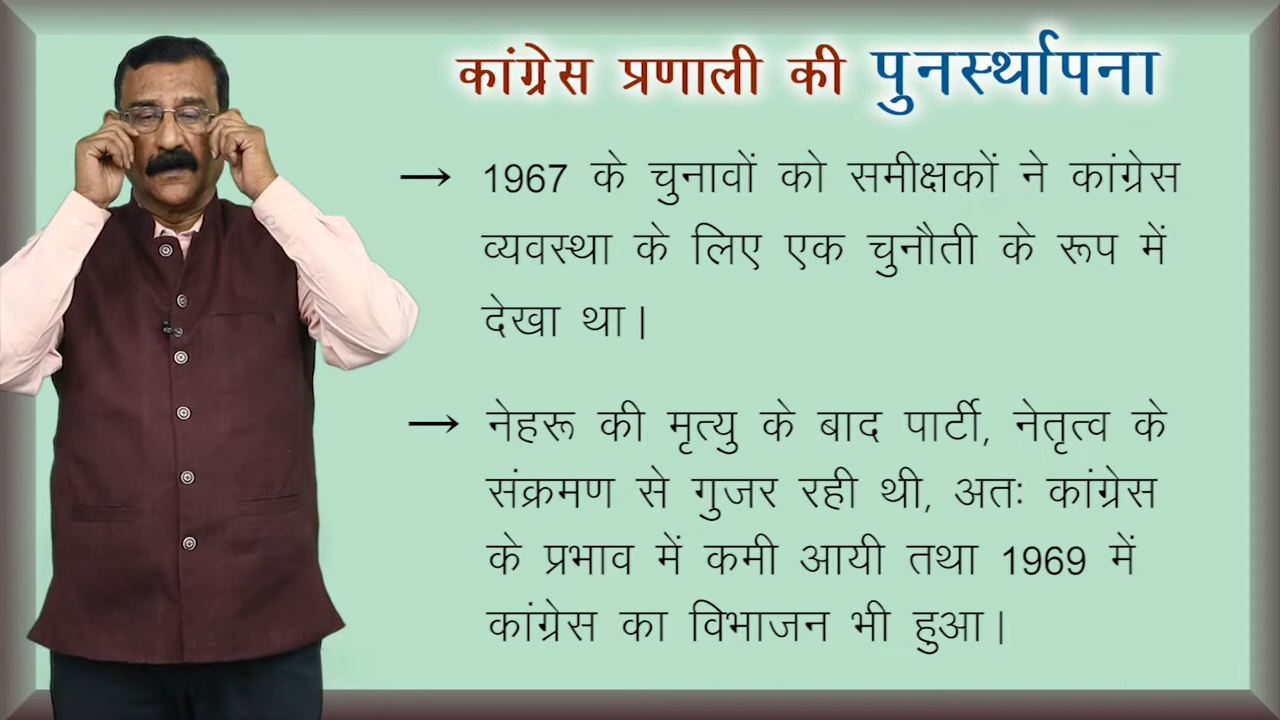 कांग्रेस प्रणाली की पुनर्स्थापना
→ 1967 के चुनावों को समीक्षकों ने कांग्रेस
व्यवस्था के लिए एक चुनौती के रूप में
देखा था।
→ नेहरू की मृत्यु के बाद पार्टी, नेतृत्व के
संक्रमण से गुजर रही थी, अतः कांग्रेस
के प्रभाव में कमी आयी तथा 1969 में
कांग्रेस का विभाजन भी हुआ।